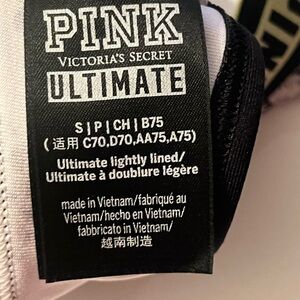 PINK
VICTORIA'S SECRET
ULTIMATE
S | P | CH | B75
(适用 C70,D70,AA75,A75)
Ultimate lightly lined/
Ultimate à doublure légère
made in Vietnam/fabriqué au
Vietnam/hecho en Vietnam/
fabbricato in Vietnam/
越南制造